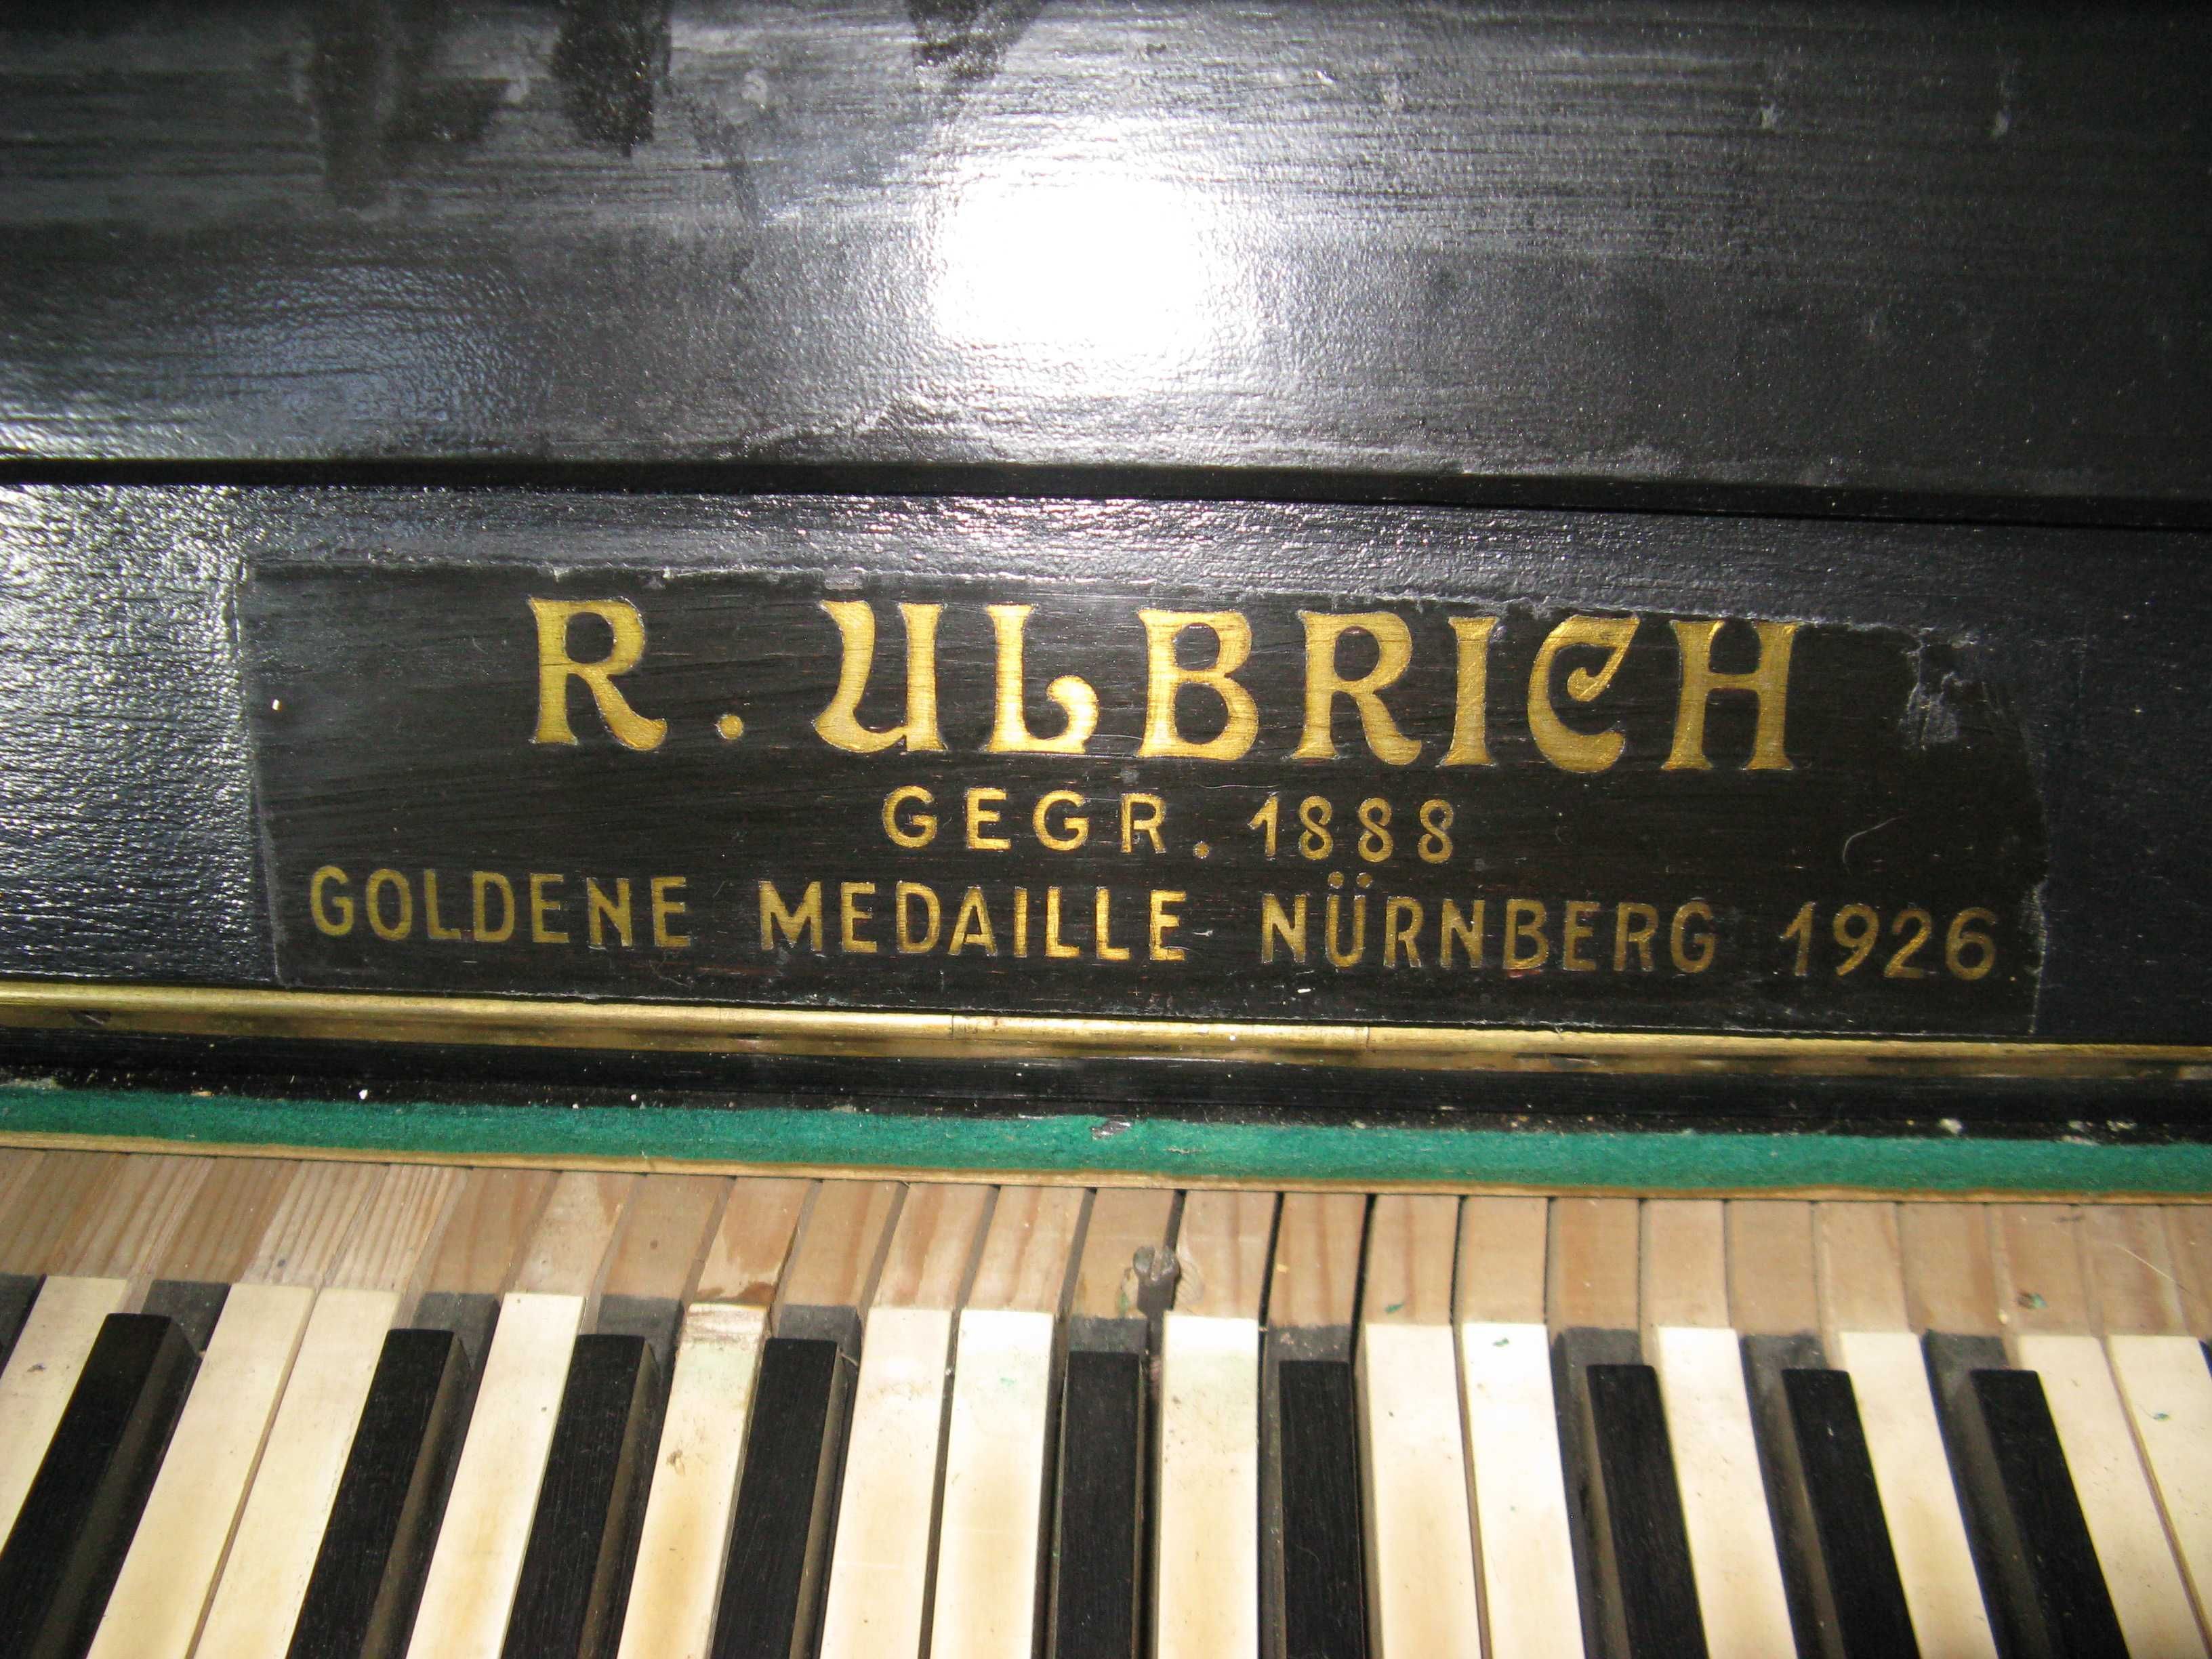 R. ULBRICH
GEGR. 1888
GOLDENE MEDAILLE NÜRNBERG 1926